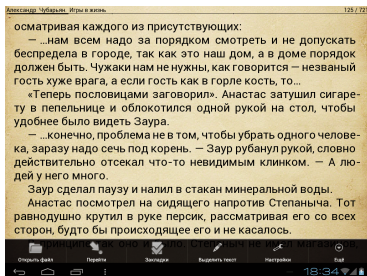 Александр Чубарьян. Игры в жизнь
125 / 72
осматривая каждого из присутствующих:
— ...нам всем надо за порядком смотреть и не допускать
беспредела в городе, так как это наш дом, а в доме порядок
должен быть. Чужаки нам не нужны, как говорится — незваный
гость хуже врага, а если гость как в горле кость, то...
«Теперь пословицами заговорил». Анастас затушил сигаре-
ту в пепельнице и облокотился одной рукой на стол, чтобы
удобнее было видеть Заура.
— ...конечно, проблема не в том, чтобы убрать одного челове-
ка, заразу надо сечь под корень. — Заур рубанул рукой, словно
действительно отсекал что-то невидимым клинком. — А лю-
дей у него много.
Заур сделал паузу и налил в стакан минеральной воды.
Анастас посмотрел на сидящего напротив Степаныча. Тот
равнодушно крутил в руке персик, рассматривая его со всех
сторон, будто бы происходящее его и не касалось.
Открыть файл Перейти Закладки Выделить текст Настройки Ещё
18:34